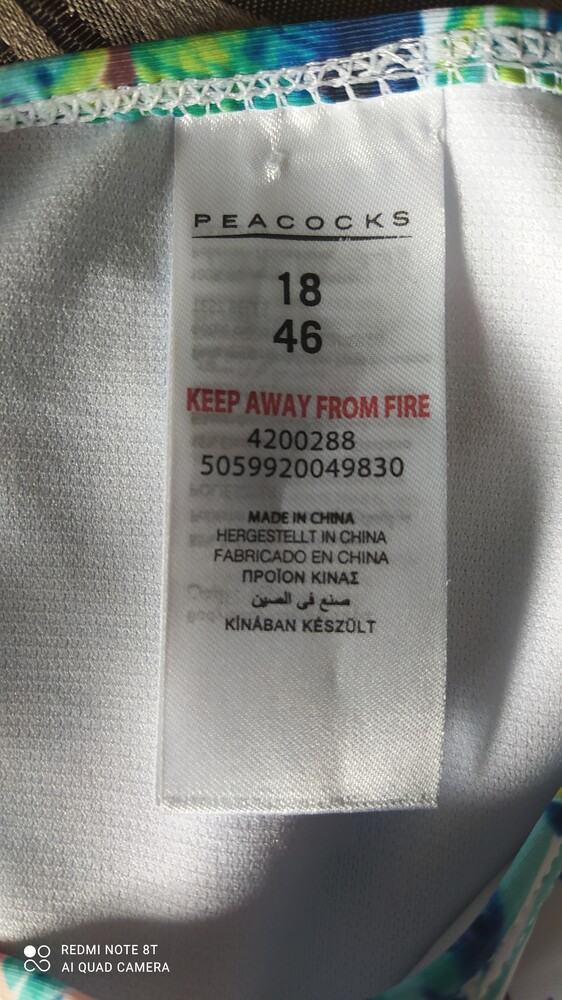 PEACOCKS
18
46
KEEP AWAY FROM FIRE
4200288
5059920049830
MADE IN CHINA
HERGESTELLT IN CHINA
FABRICADO EN CHINA
ΠΡΟΪΟΝ ΚΙΝΑΣ
صنع في الصين
KÍNÁBAN KÉSZÜLT
REDMI NOTE 8T
AI QUAD CAMERA